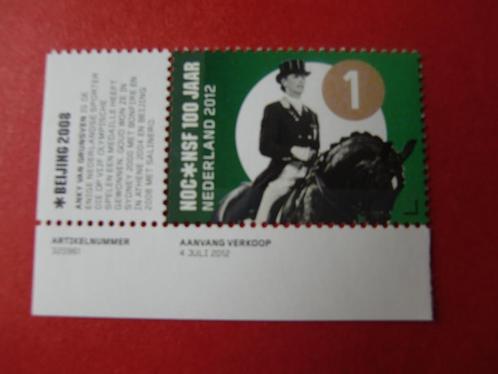 *BEIJING 2008
ANKY VAN GRUNSVEN IS DE
ENIGE NEDERLANDSE SPORTER
DIE OP VIJF OLYMPISCHE
SPELEN EEN MEDAILLE HEEFT
GEWONNEN. GOUD WON ZE IN
SYDNEY 2000 MET BONFIRE EN
IN ATHENE 2004 EN BEIJING
2008 MET SALINERO.
NOC*NSF 100 JAAR
NEDERLAND 2012
1
ARTIKELNUMMER
320961
AANVANG VERKOOP
4 JULI 2012